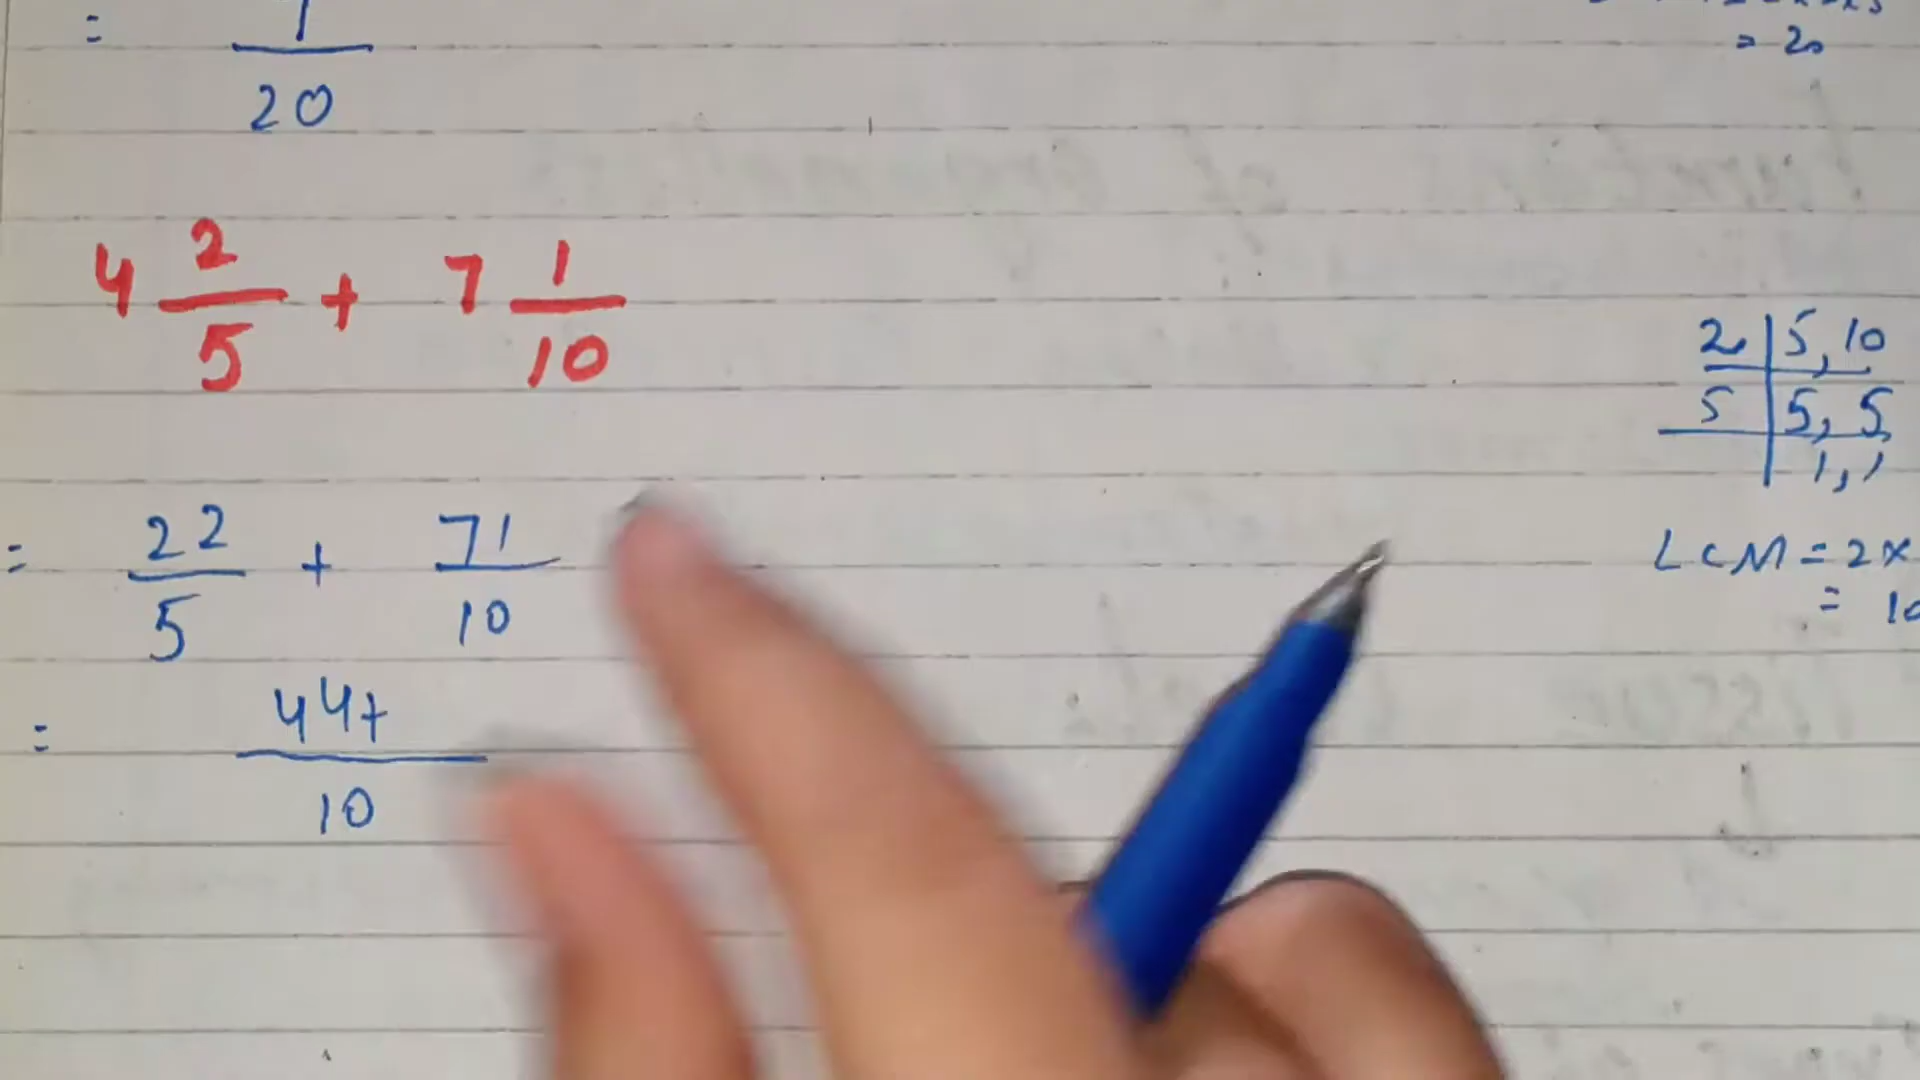 = 1/20
= 20
4 2/5 + 7 1/10
2 | 5, 10
5 | 5, 5
1, 1
= 22/5 + 71/10
LCM = 2x
= 10
= 44+/10